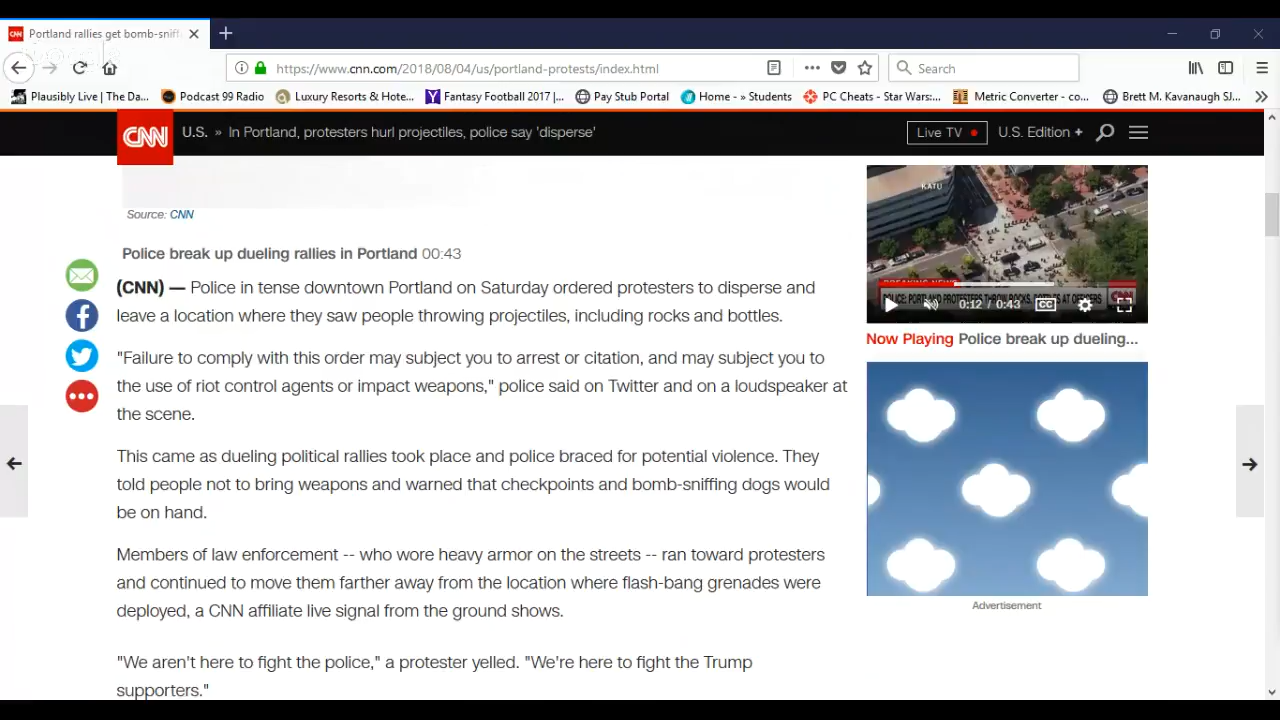 Portland rallies get bomb-sniff
https://www.cnn.com/2018/08/04/us/portland-protests/index.html
Search
Plausibly Live | The Da...
Podcast 99 Radio
Luxury Resorts & Hote...
Fantasy Football 2017 |...
Pay Stub Portal
Home - » Students
PC Cheats - Star Wars:...
Metric Converter - co...
Brett M. Kavanaugh SJ...
CNN
U.S. » In Portland, protesters hurl projectiles, police say 'disperse'
Live TV
U.S. Edition +
Source: CNN
Police break up dueling rallies in Portland 00:43
(CNN) — Police in tense downtown Portland on Saturday ordered protesters to disperse and
leave a location where they saw people throwing projectiles, including rocks and bottles.
"Failure to comply with this order may subject you to arrest or citation, and may subject you to
the use of riot control agents or impact weapons," police said on Twitter and on a loudspeaker at
the scene.
This came as dueling political rallies took place and police braced for potential violence. They
told people not to bring weapons and warned that checkpoints and bomb-sniffing dogs would
be on hand.
Members of law enforcement -- who wore heavy armor on the streets -- ran toward protesters
and continued to move them farther away from the location where flash-bang grenades were
deployed, a CNN affiliate live signal from the ground shows.
"We aren't here to fight the police," a protester yelled. "We're here to fight the Trump
supporters."
KATU
BREAKING NEWS
POLICE: PORTLAND PROTESTERS THROW ROCKS, BOTTLES AT OFFICERS
CNN
0:12 / 0:43
CC
Now Playing Police break up dueling...
Advertisement